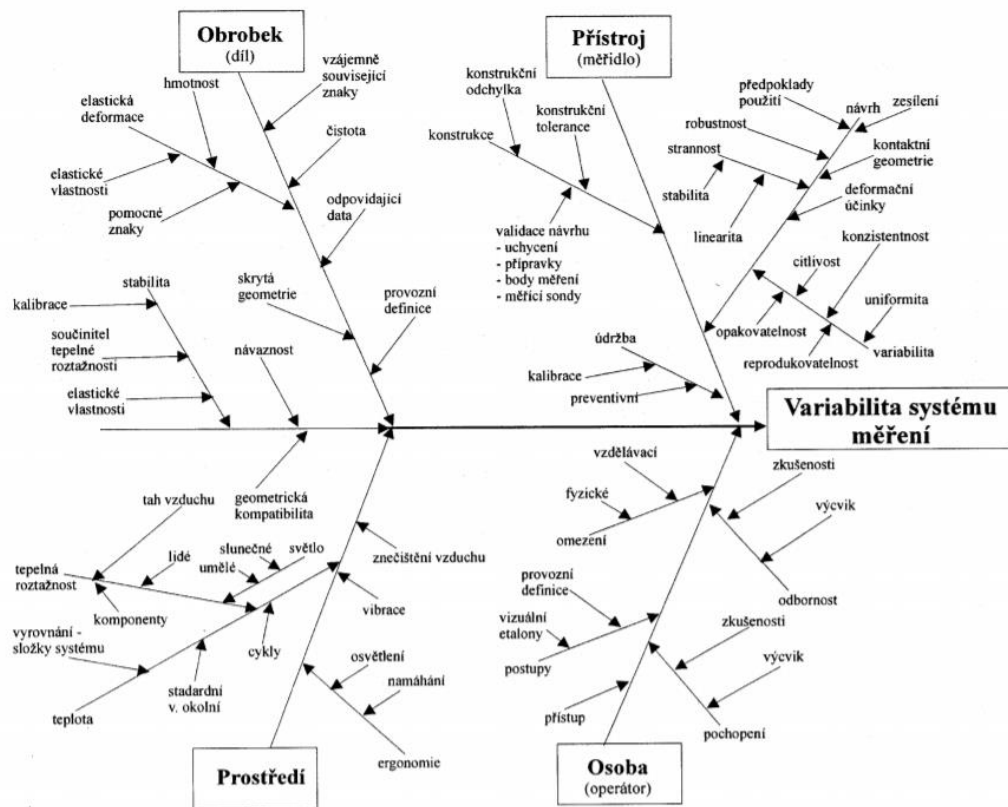 Obrobek
(díl)
Přístroj
(měřidlo)
vzájemně
související
znaky
hmotnost
elastická
deformace
čistota
elastické
vlastnosti
pomocné
znaky
odpovídající
data
skrytá
geometrie
provozní
definice
stabilita
kalibrace
součinitel
tepelné
roztažnosti
návaznost
elastické
vlastnosti
konstrukční
odchylka
konstrukční
tolerance
konstrukce
validace návrhu
- uchycení
- přípravky
- body měření
- měřicí sondy
předpoklady
použití
návrh
zesílení
robustnost
strannost
kontaktní
geometrie
stabilita
linearita
deformační
účinky
konzistentnost
citlivost
uniformita
opakovatelnost
reprodukovatelnost
variabilita
údržba
kalibrace
preventivní
Variabilita systému
měření
tah vzduchu
geometrická
kompatibilita
slunečné
světlo
umělé
lidé
tepelná
roztažnost
komponenty
znečištění vzduchu
vibrace
vyrovnání -
složky systému
cykly
osvětlení
namáhání
stadardní
v. okolní
teplota
ergonomie
Prostředí
vzdělávací
zkušenosti
fyzické
výcvik
omezení
provozní
definice
odbornost
vizuální
etalony
zkušenosti
postupy
výcvik
přístup
pochopení
Osoba
(operátor)